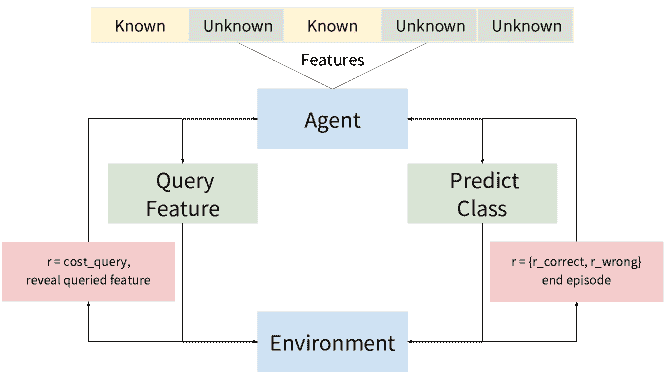 Known Unknown Known Unknown Unknown
Features
Agent
Query
Feature
Predict
Class
r = cost_query,
reveal queried feature
r = {r_correct, r_wrong}
end episode
Environment